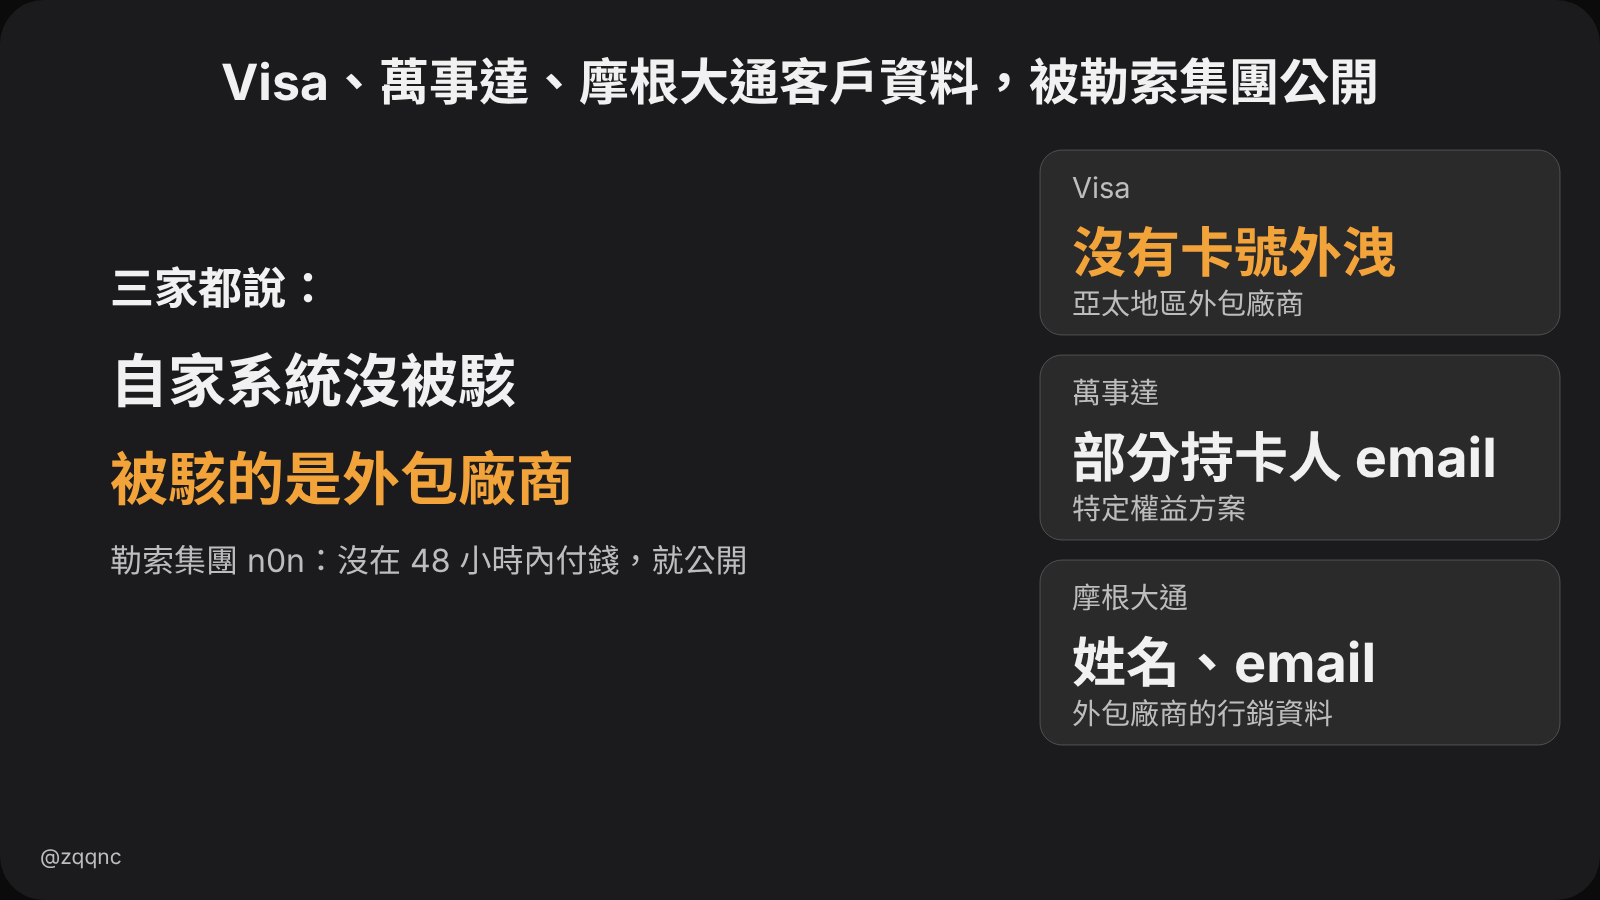 Visa、萬事達、摩根大通客戶資料，被勒索集團公開
三家都說：
自家系統沒被駭
被駭的是外包廠商
勒索集團 n0n：沒在 48 小時內付錢，就公開
Visa
沒有卡號外洩
亞太地區外包廠商
萬事達
部分持卡人 email
特定權益方案
摩根大通
姓名、email
外包廠商的行銷資料
@zqqnc